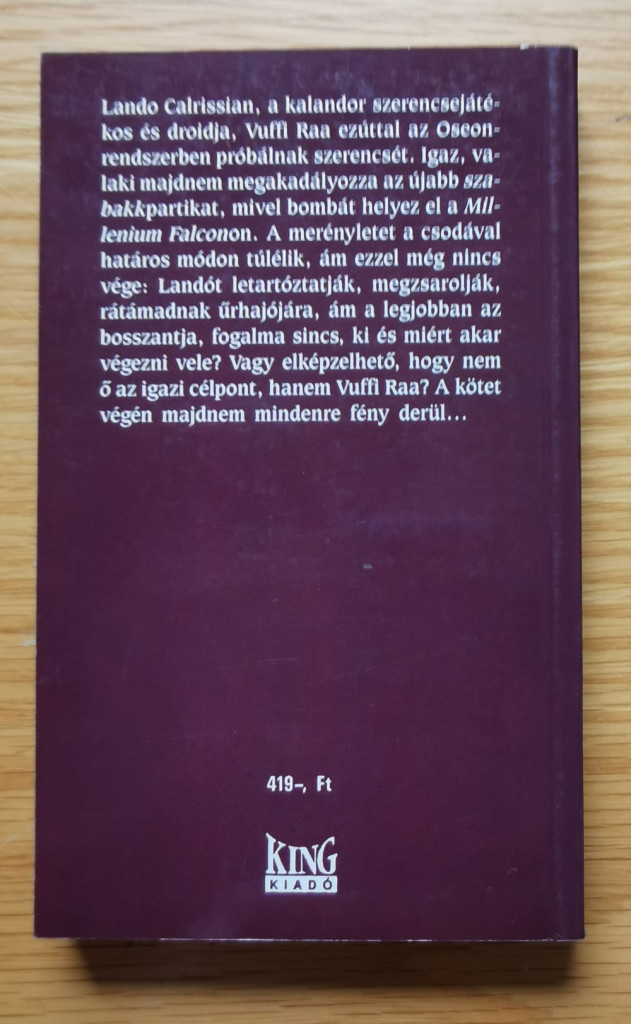 Lando Calrissian, a kalandor szerencsejáté-
kos és droidja, Vuffi Raa ezúttal az Oseon-
rendszerben próbálnak szerencsét. Igaz, va-
laki majdnem megakadályozza az újabb sza-
bakkpartikat, mivel bombát helyez el a Mil-
lenium Falconon. A merényletet a csodával
határos módon túlélik, ám ezzel még nincs
vége: Landót letartóztatják, megzsarolják,
rátámadnak űrhajójára, ám a legjobban az
bosszantja, fogalma sincs, ki és miért akar
végezni vele? Vagy elképzelhető, hogy nem
ő az igazi célpont, hanem Vuffi Raa? A kötet
végén majdnem mindenre fény derül...
419-, Ft
KING
KIADÓ